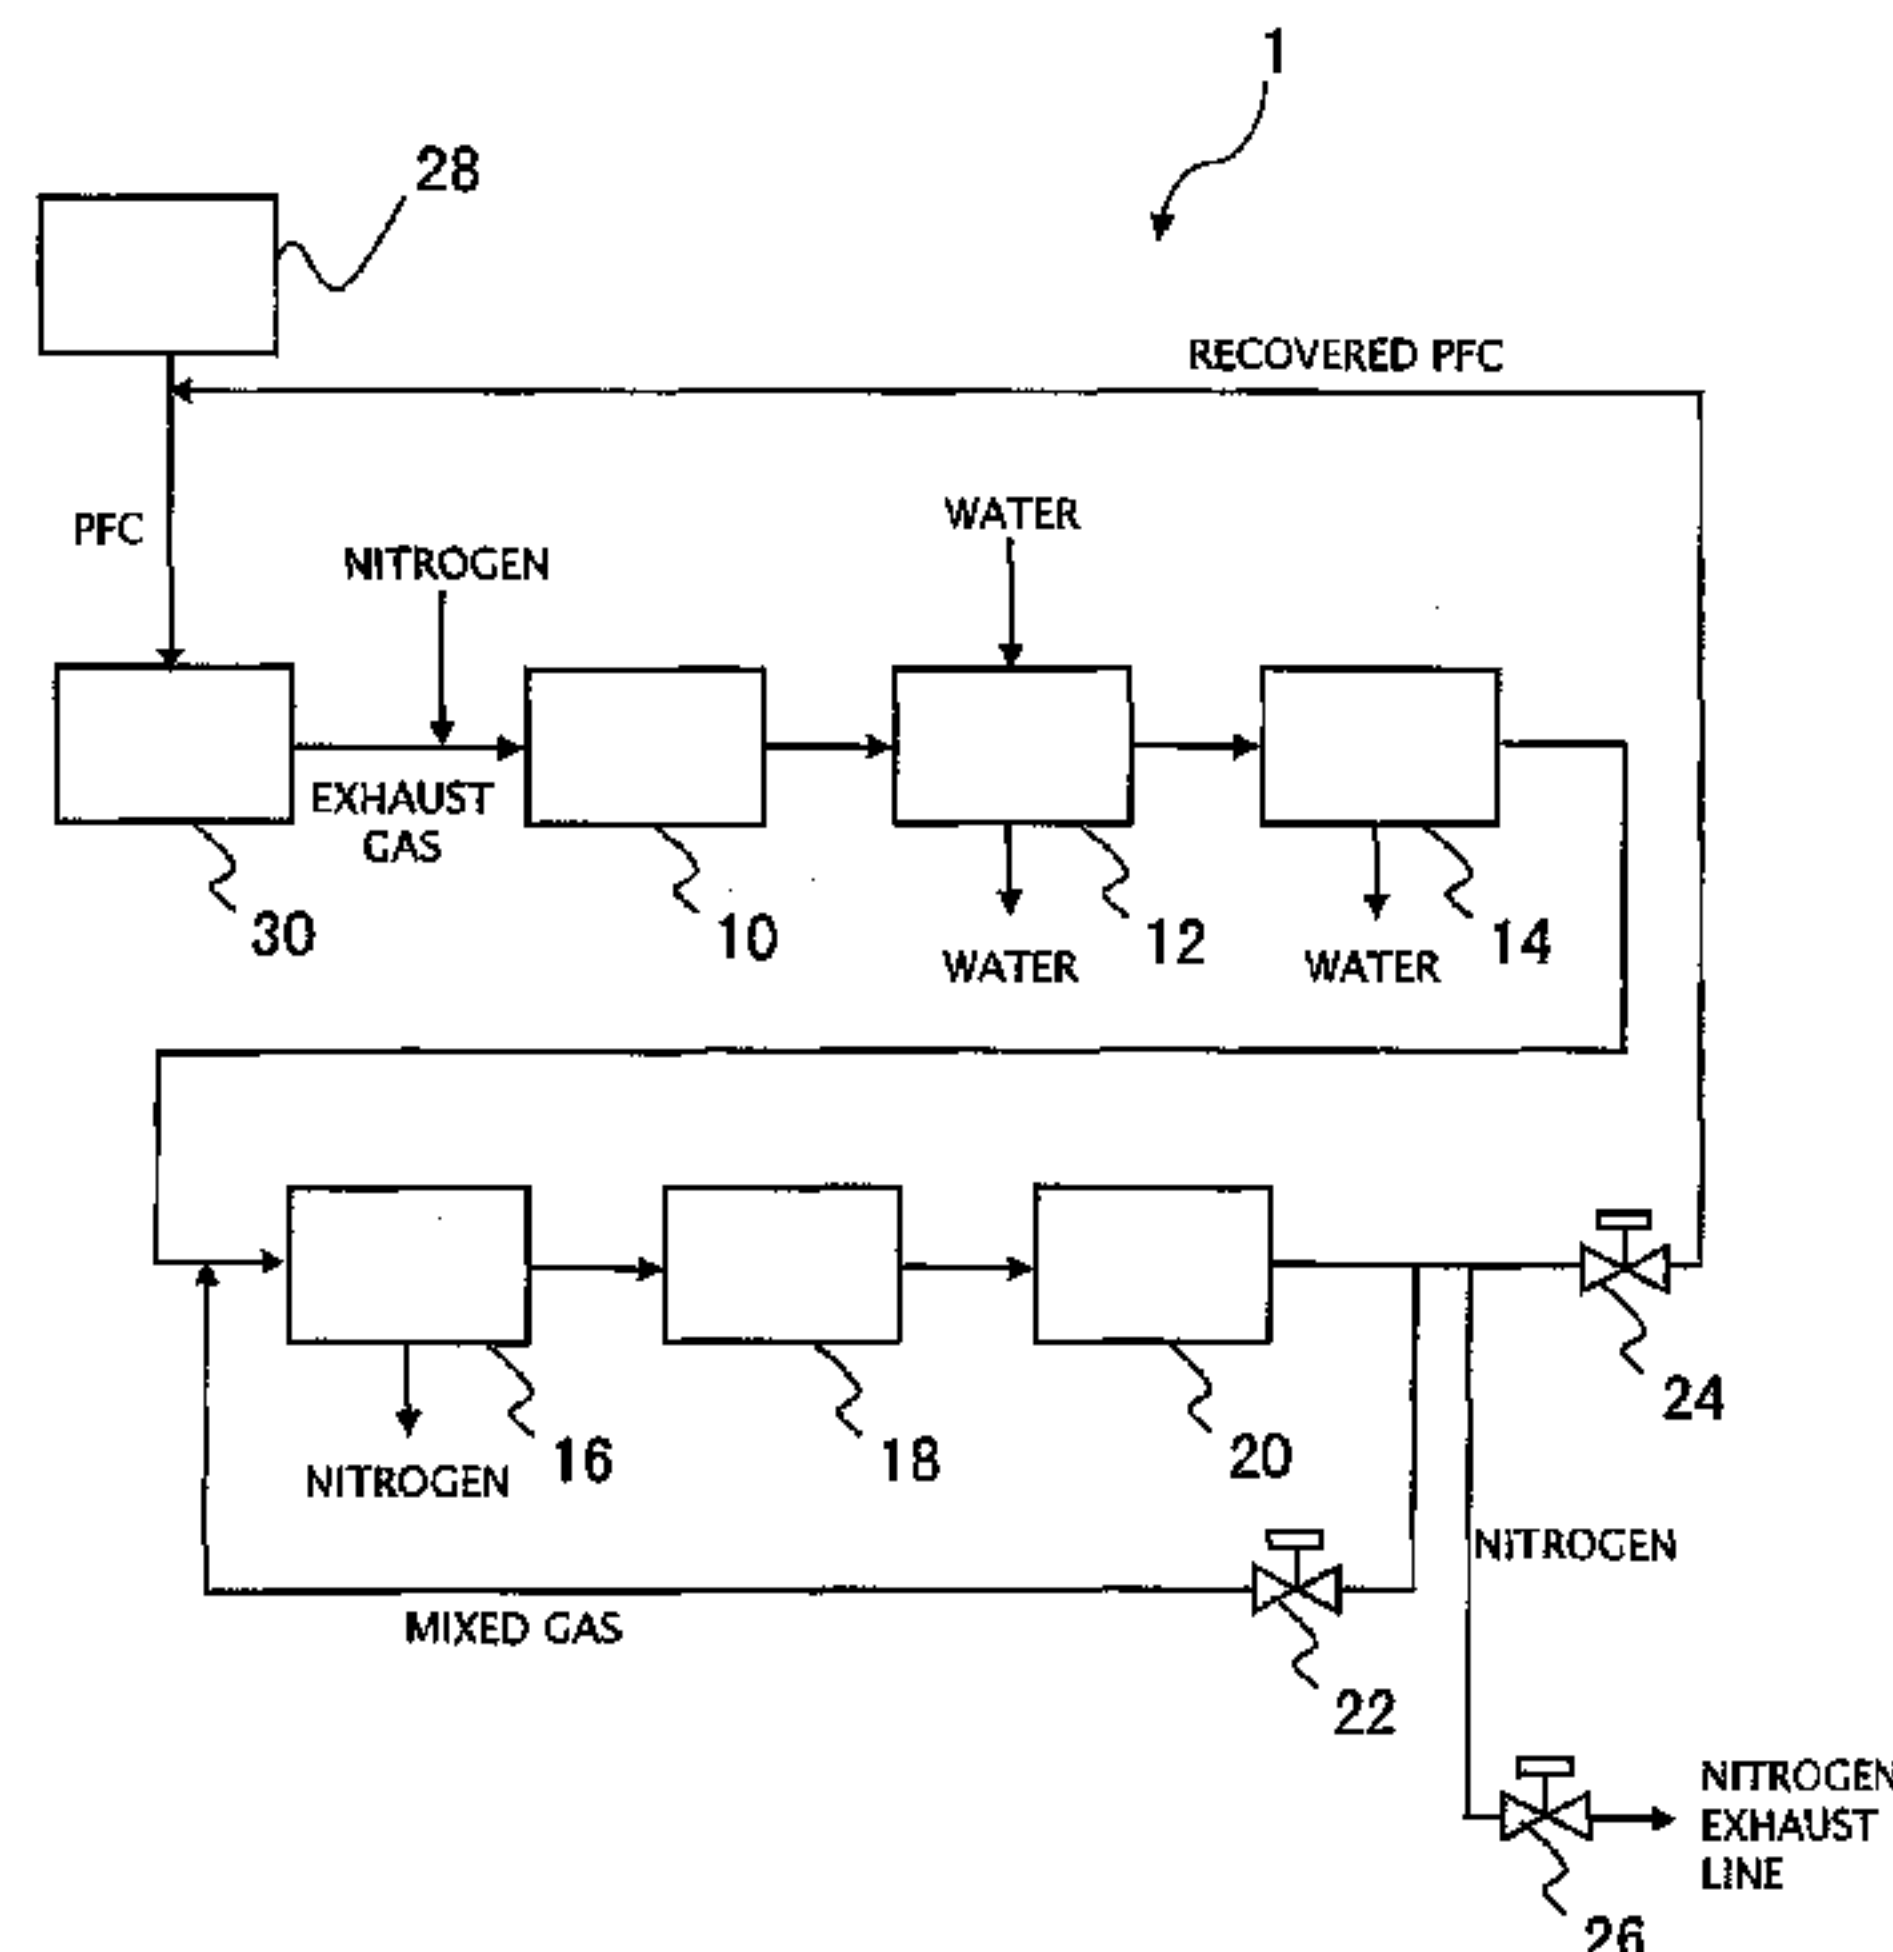 1
28
RECOVERED PFC
PFC
NITROGEN
WATER
EXHAUST
GAS
30
10
WATER
12
WATER
14
NITROGEN
16
18
20
24
NITROGEN
MIXED GAS
22
NITROGEN
EXHAUST
LINE
26